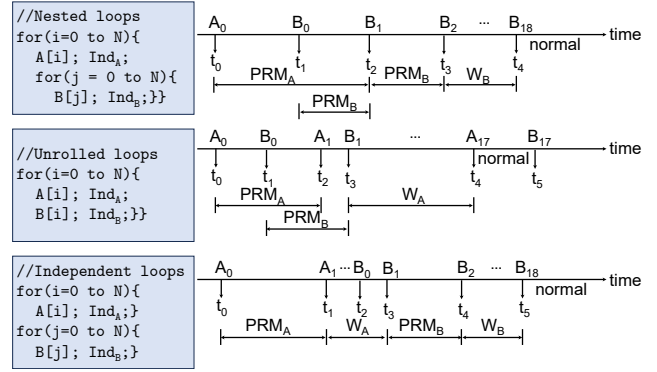 //Nested loops
for(i=0 to N){
A[i]; Ind_A;
for(j = 0 to N){
B[j]; Ind_B;}}
A_0 B_0 B_1 B_2 ... B_18
normal time
t_0 t_1 t_2 t_3 t_4
PRM_A PRM_B W_B
PRM_B
//Unrolled loops
for(i=0 to N){
A[i]; Ind_A;
B[i]; Ind_B;}}
A_0 B_0 A_1 B_1 ... A_17 B_17
normal time
t_0 t_1 t_2 t_3 t_4 t_5
PRM_A W_A
PRM_B
//Independent loops
for(i=0 to N){
A[i]; Ind_A;}
for(j=0 to N){
B[j]; Ind_B;}
A_0 A_1 ... B_0 B_1 B_2 ... B_18
normal time
t_0 t_1 t_2 t_3 t_4 t_5
PRM_A W_A PRM_B W_B